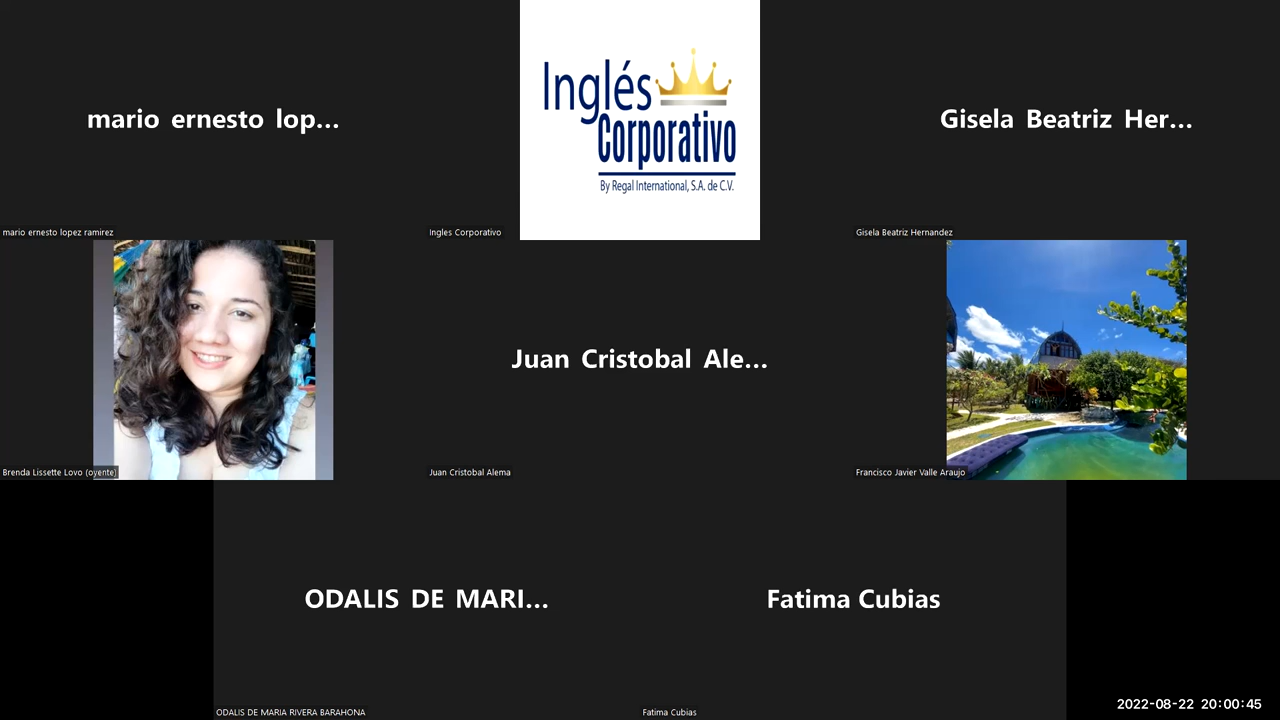 mario ernesto lop...
Inglés
Corporativo
By Regal International, S.A. de C.V.
Gisela Beatriz Her...
mario ernesto lopez ramirez
Ingles Corporativo
Gisela Beatriz Hernandez
Juan Cristobal Ale...
Brenda Lissette Lovo (oyente)
Juan Cristobal Alema
Francisco Javier Valle Araujo
ODALIS DE MARI...
Fatima Cubias
ODALIS DE MARIA RIVERA BARAHONA
Fatima Cubias
2022-08-22 20:00:45